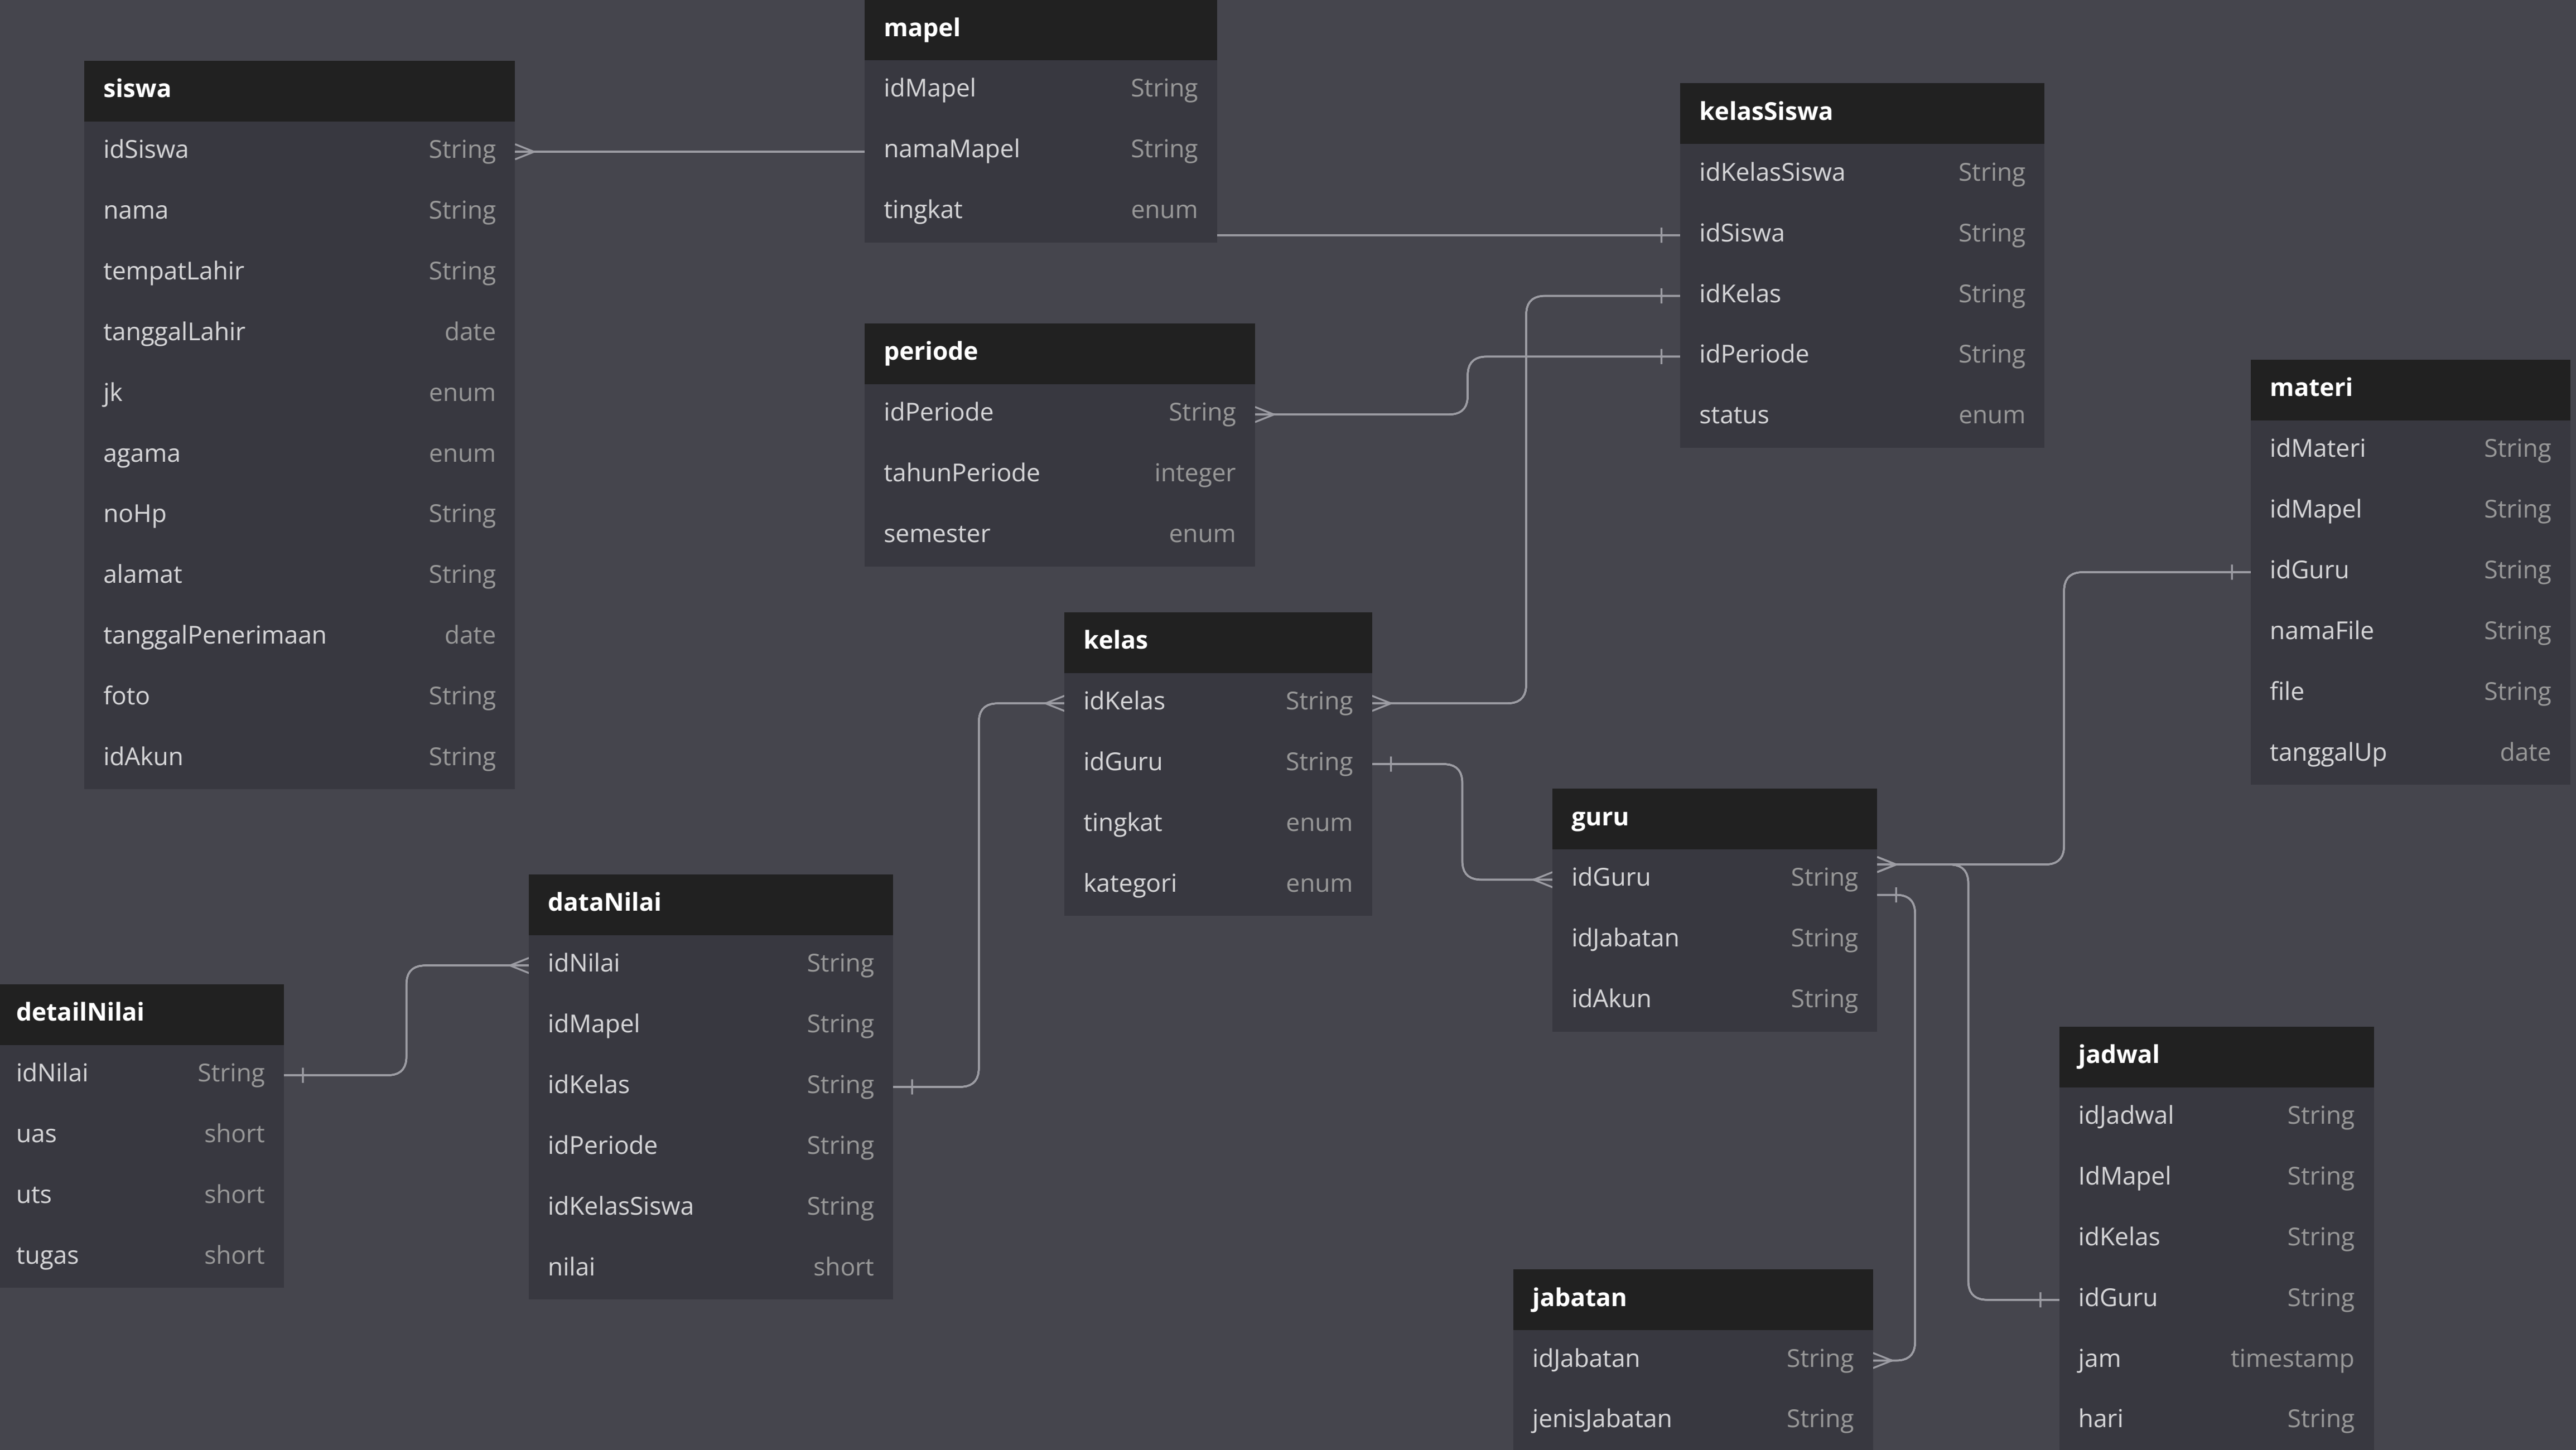 mapel
idMapel String
namaMapel String
tingkat enum
siswa
idSiswa String
nama String
tempatLahir String
tanggalLahir date
jk enum
agama enum
noHp String
alamat String
tanggalPenerimaan date
foto String
idAkun String
kelasSiswa
idKelasSiswa String
idSiswa String
idKelas String
idPeriode String
status enum
periode
idPeriode String
tahunPeriode integer
semester enum
materi
idMateri String
idMapel String
idGuru String
namaFile String
file String
tanggalUp date
kelas
idKelas String
idGuru String
tingkat enum
kategori enum
guru
idGuru String
idJabatan String
idAkun String
dataNilai
idNilai String
idMapel String
idKelas String
idPeriode String
idKelasSiswa String
nilai short
detailNilai
idNilai String
uas short
uts short
tugas short
jadwal
idJadwal String
IdMapel String
idKelas String
idGuru String
jam timestamp
hari String
jabatan
idJabatan String
jenisJabatan String